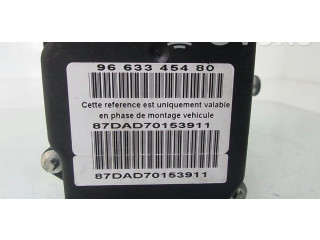 96 633 454 80
Cette reference est uniquement valable
en phase de montage vehicule
87DAD70153911
87DAD70153911